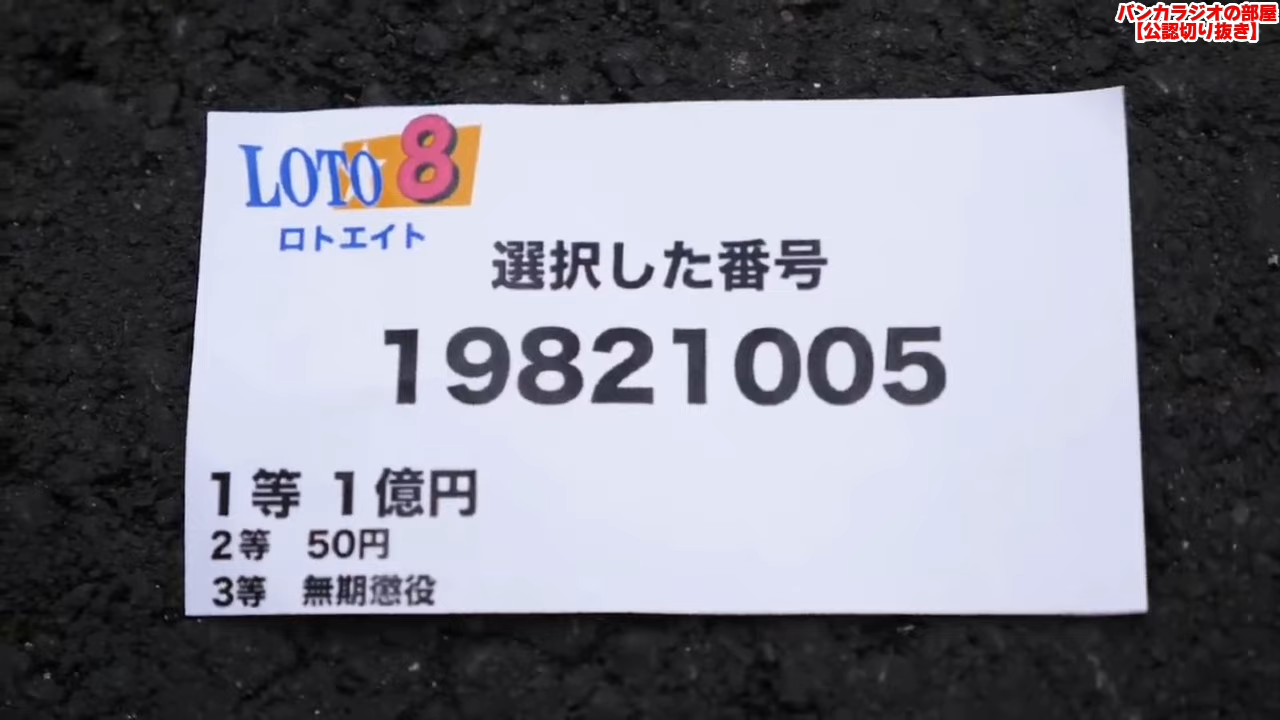 バンカラジオの部屋
【公認切り抜き】
LOTO 8
ロトエイト
選択した番号
19821005
1等 1億円
2等 50円
3等 無期懲役